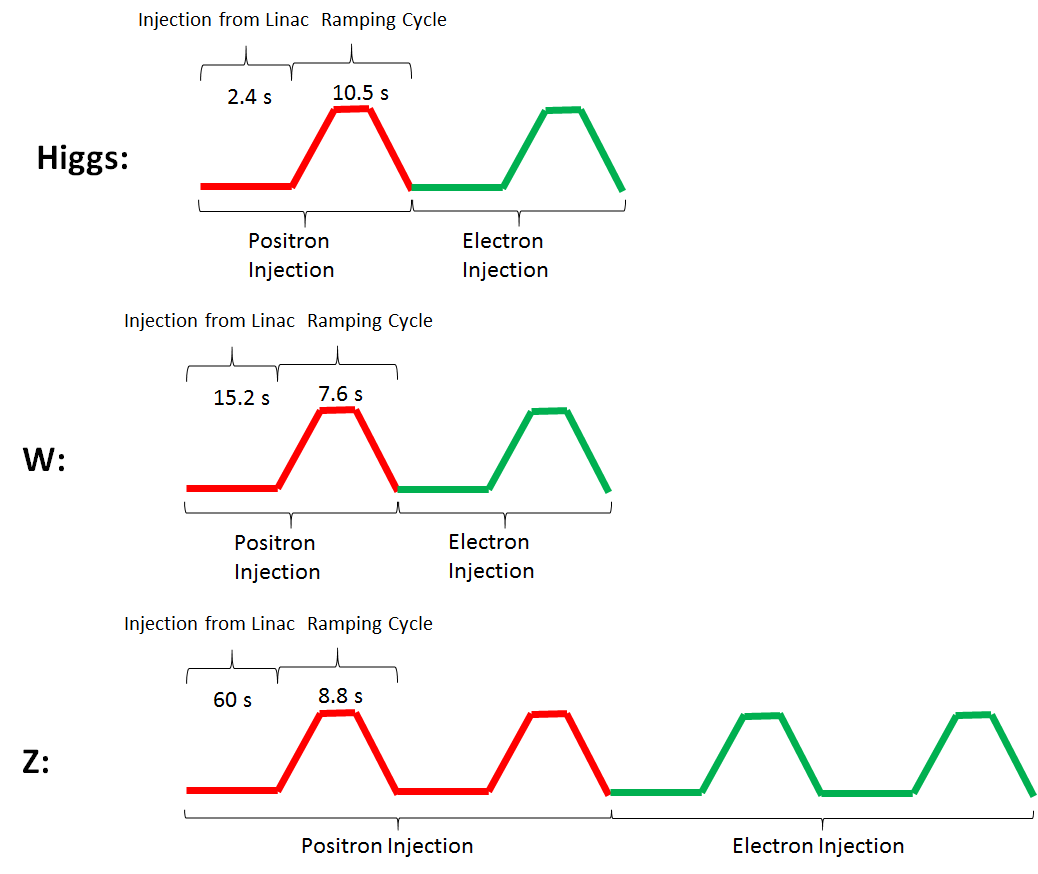 Injection from Linac Ramping Cycle
2.4 s 10.5 s
Higgs:
Positron Electron
Injection Injection
Injection from Linac Ramping Cycle
15.2 s 7.6 s
W:
Positron Electron
Injection Injection
Injection from Linac Ramping Cycle
60 s 8.8 s
Z:
Positron Injection Electron Injection